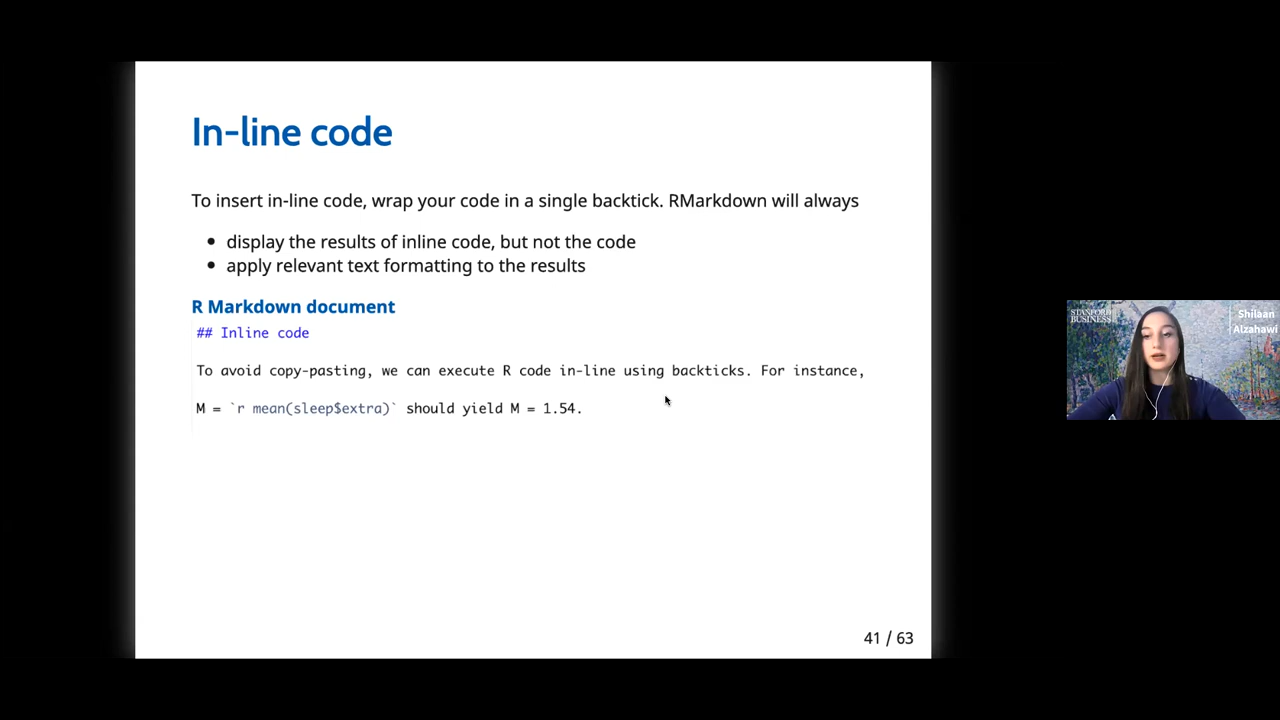 In-line code
To insert in-line code, wrap your code in a single backtick. RMarkdown will always
• display the results of inline code, but not the code
• apply relevant text formatting to the results
R Markdown document
## Inline code
To avoid copy-pasting, we can execute R code in-line using backticks. For instance,
M = `r mean(sleep$extra)` should yield M = 1.54.
41 / 63
STANFORD
BUSINESS
Shilaan
Alzahawi